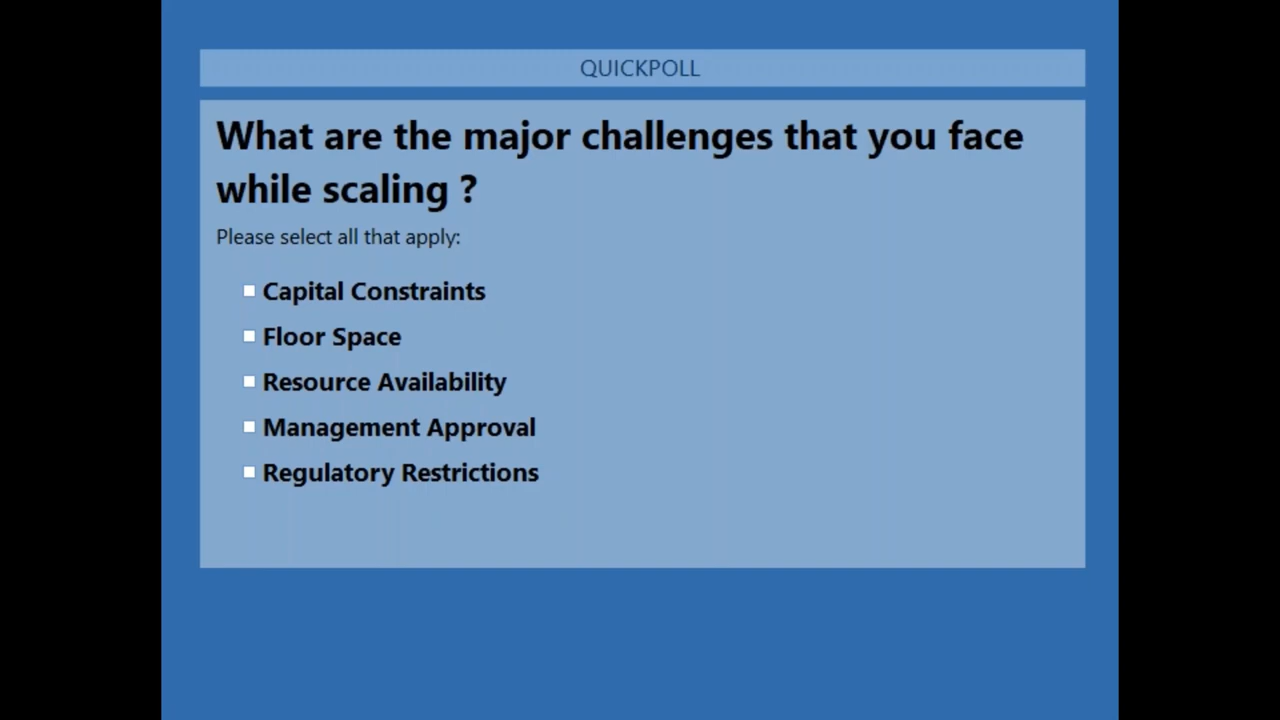 QUICKPOLL
What are the major challenges that you face
while scaling ?
Please select all that apply:
Capital Constraints
Floor Space
Resource Availability
Management Approval
Regulatory Restrictions